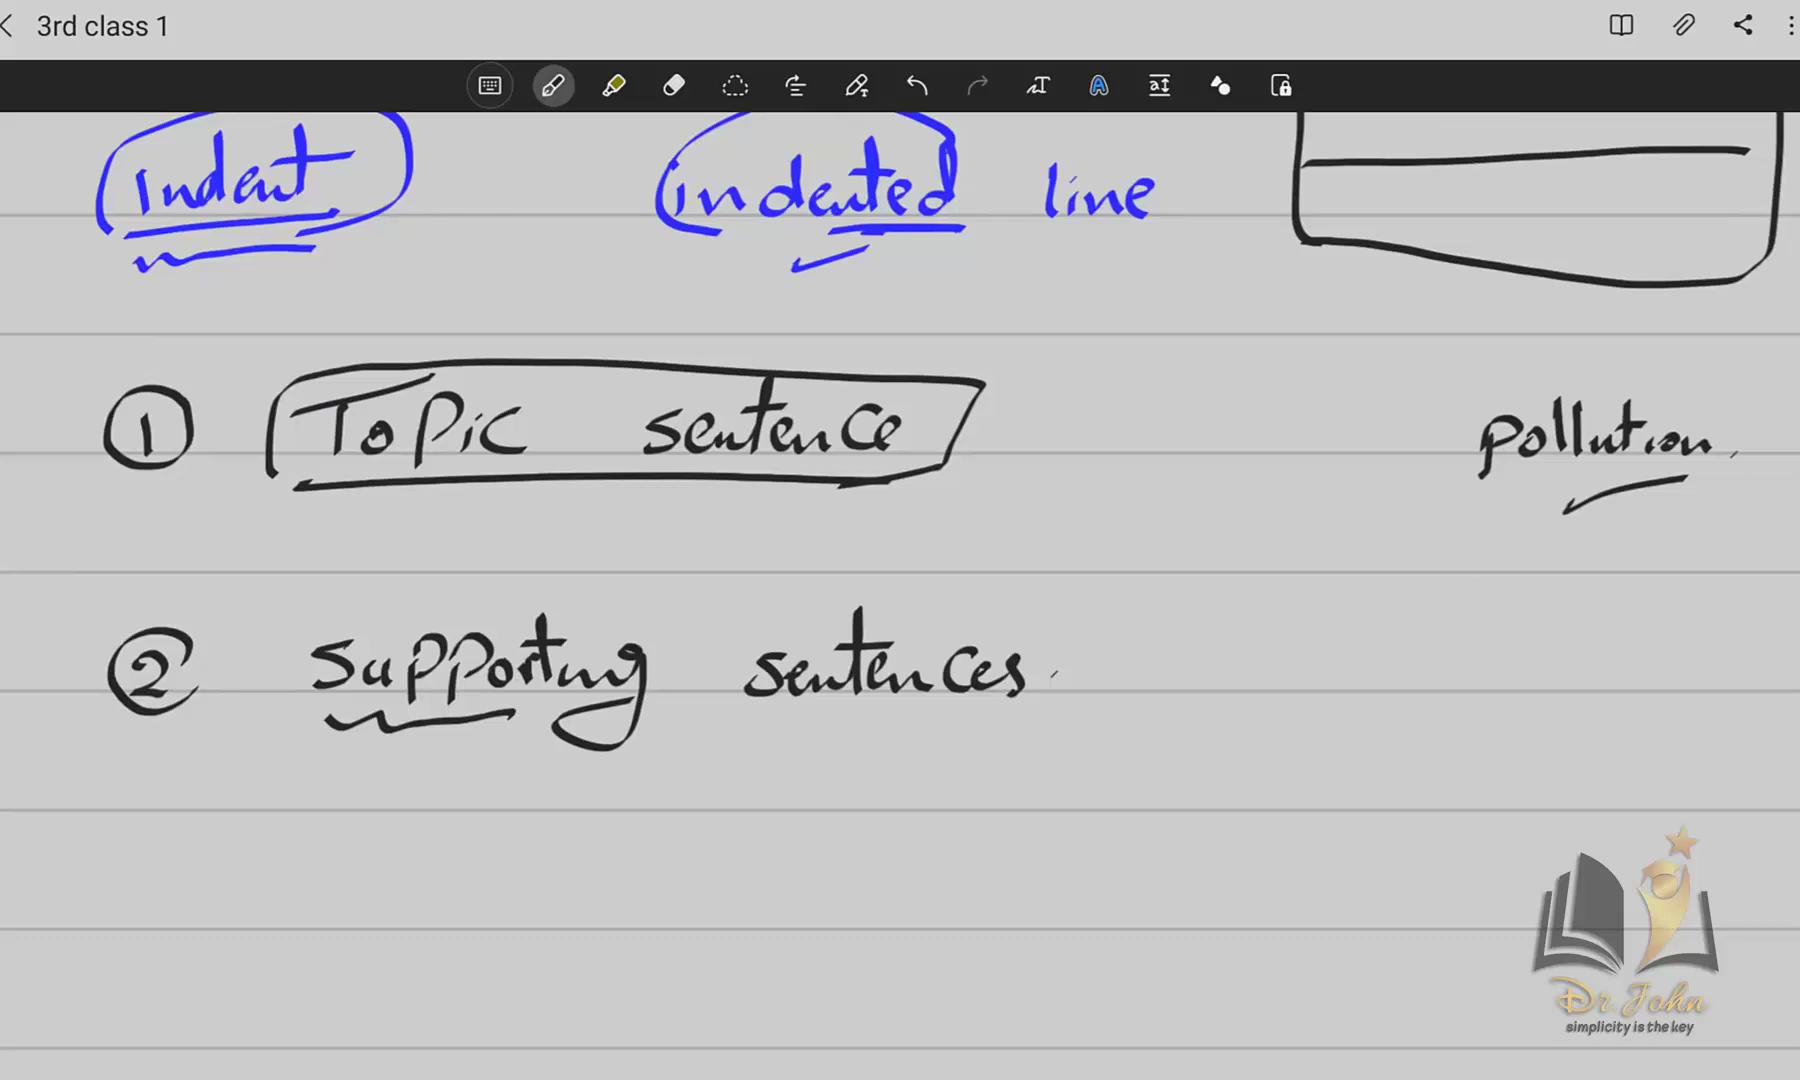 3rd class 1
Indent indented line
1 Topic sentence pollution.
2 supporting sentences.
Dr. John
simplicity is the key